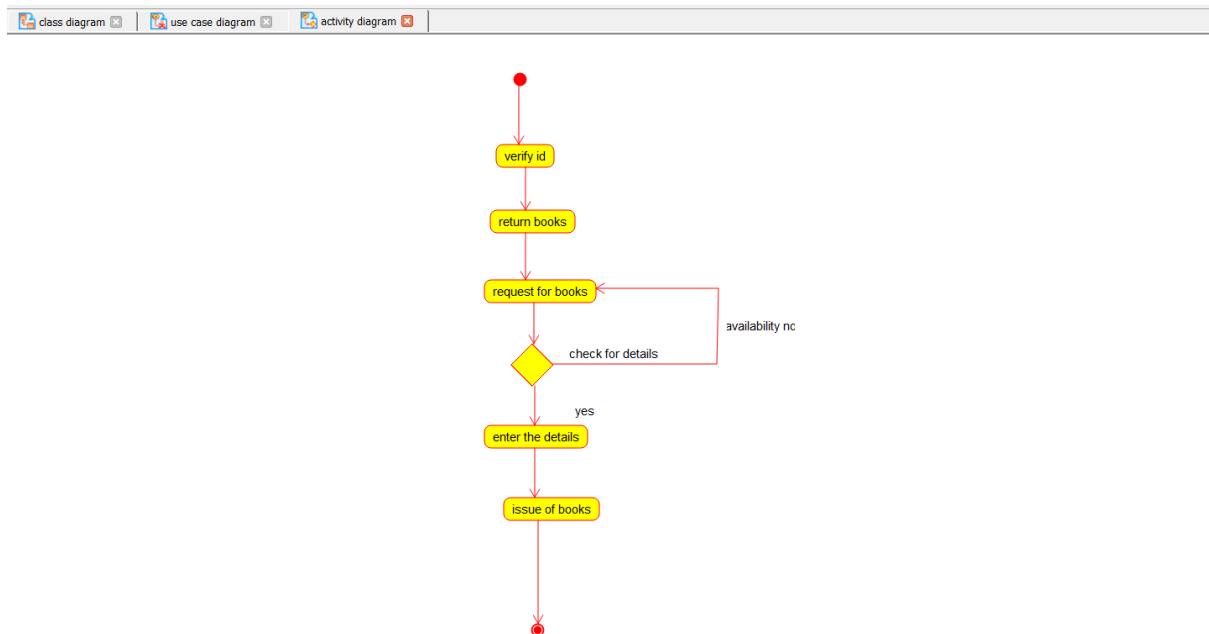 class diagram
use case diagram
activity diagram
verify id
return books
request for books
availability no
check for details
yes
enter the details
issue of books